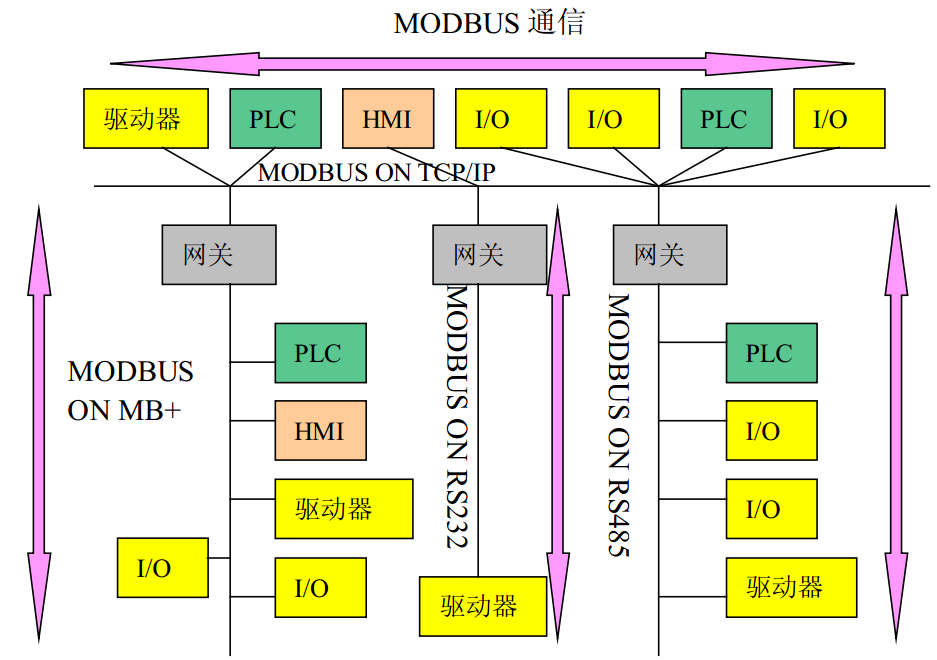 MODBUS 通信
驱动器
PLC
HMI
I/O
I/O
PLC
I/O
MODBUS ON TCP/IP
网关
网关
网关
MODBUS
ON MB+
PLC
HMI
驱动器
I/O
I/O
MODBUS ON RS232
驱动器
MODBUS ON RS485
PLC
I/O
I/O
驱动器